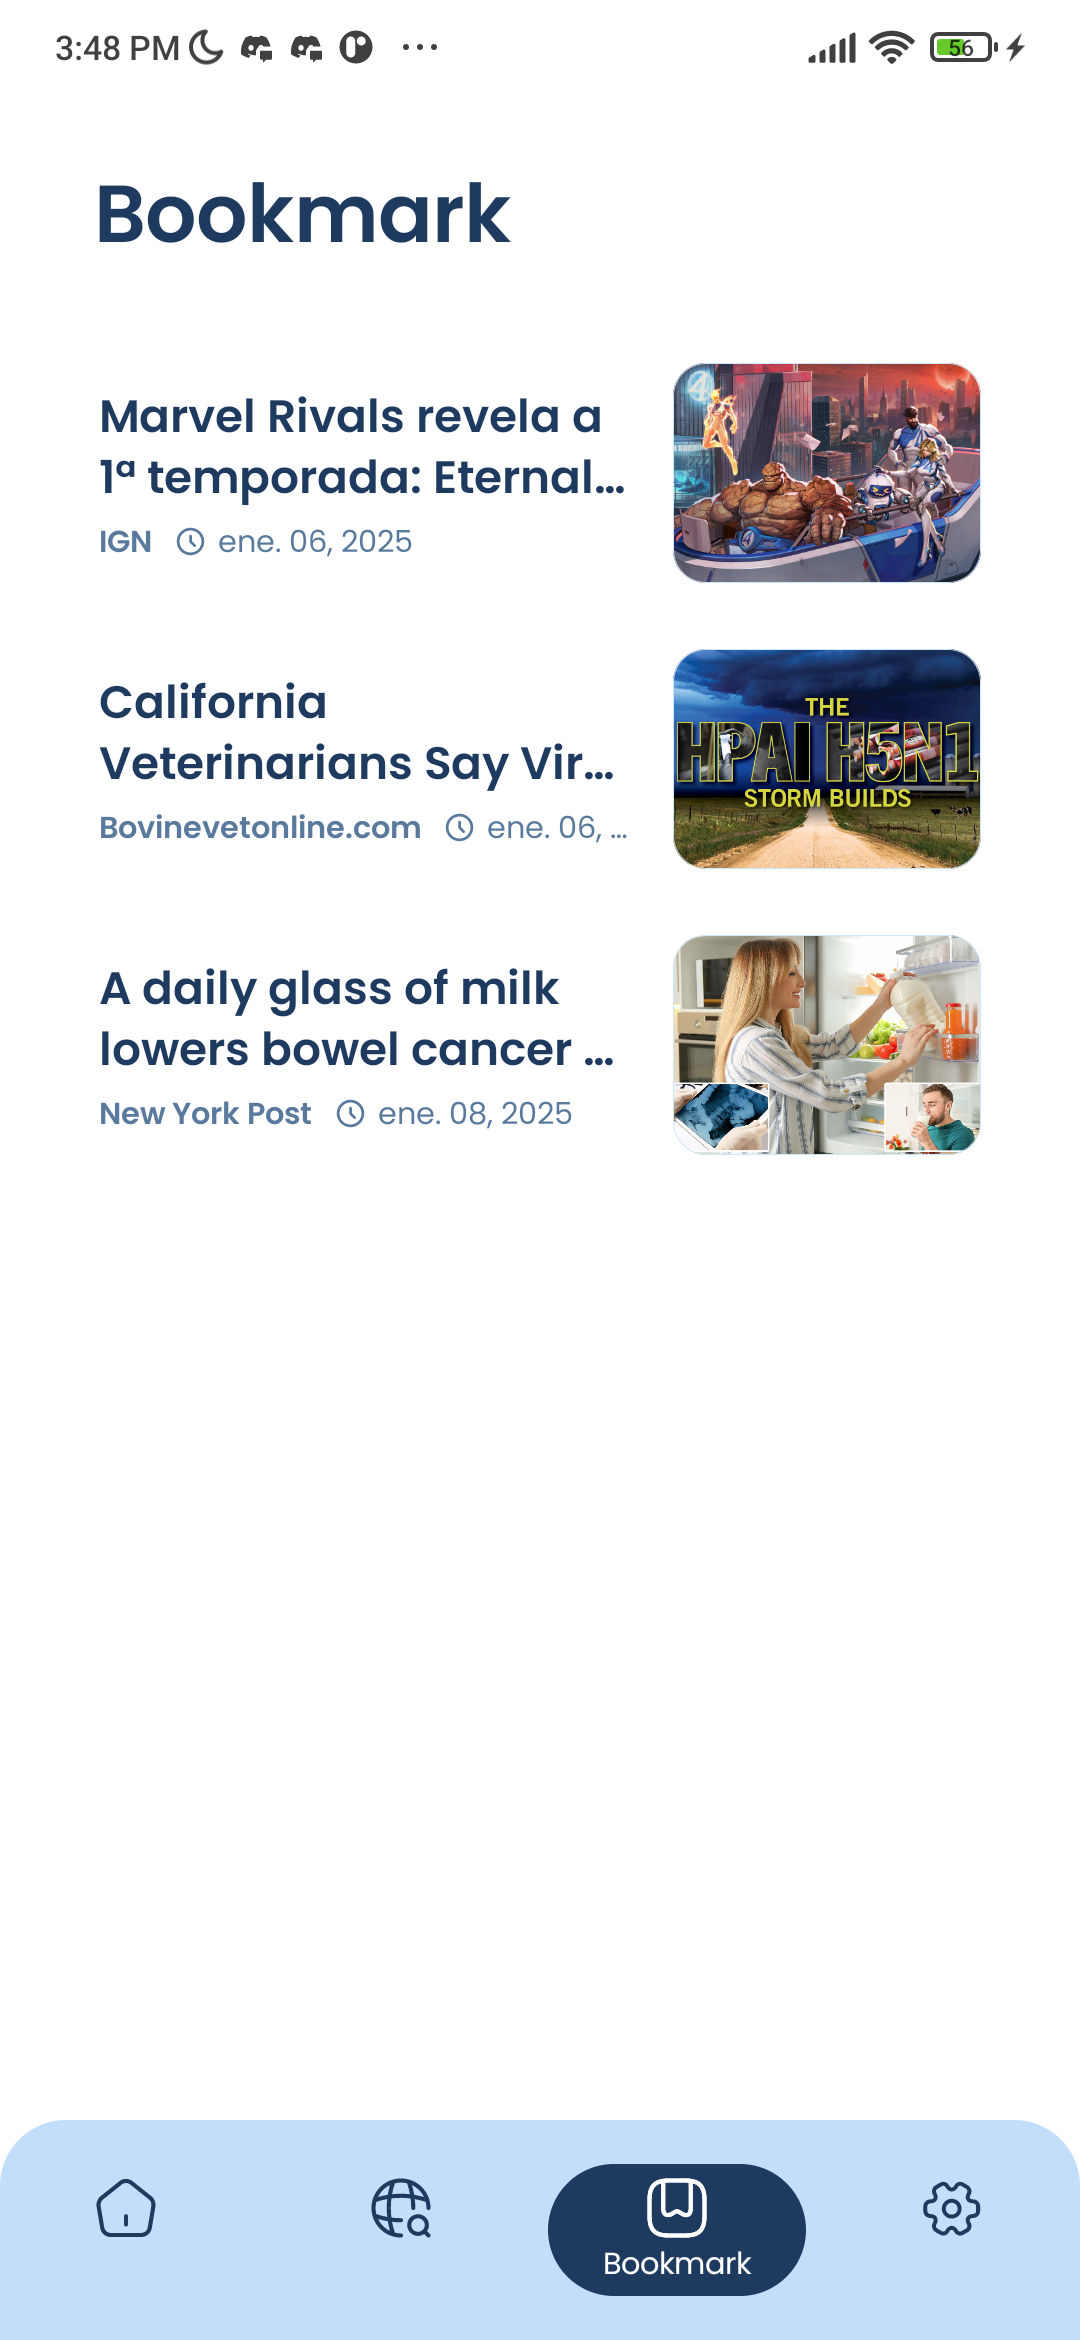 3:48 PM
56
Bookmark
Marvel Rivals revela a
1ª temporada: Eternal...
IGN ene. 06, 2025
4
4
California
Veterinarians Say Vir...
Bovinevetonline.com ene. 06, ...
THE
HPAI H5N1
STORM BUILDS
A daily glass of milk
lowers bowel cancer ...
New York Post ene. 08, 2025
Bookmark